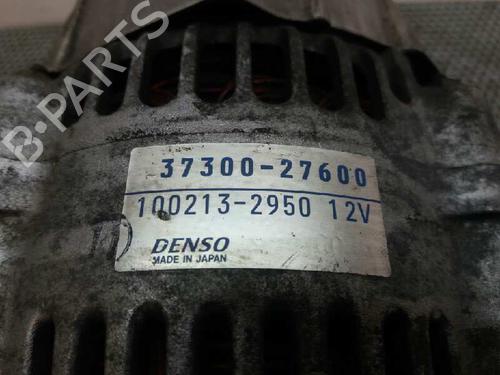 B-PARTS
37300-27600
100213-2950 12V
DENSO
MADE IN JAPAN